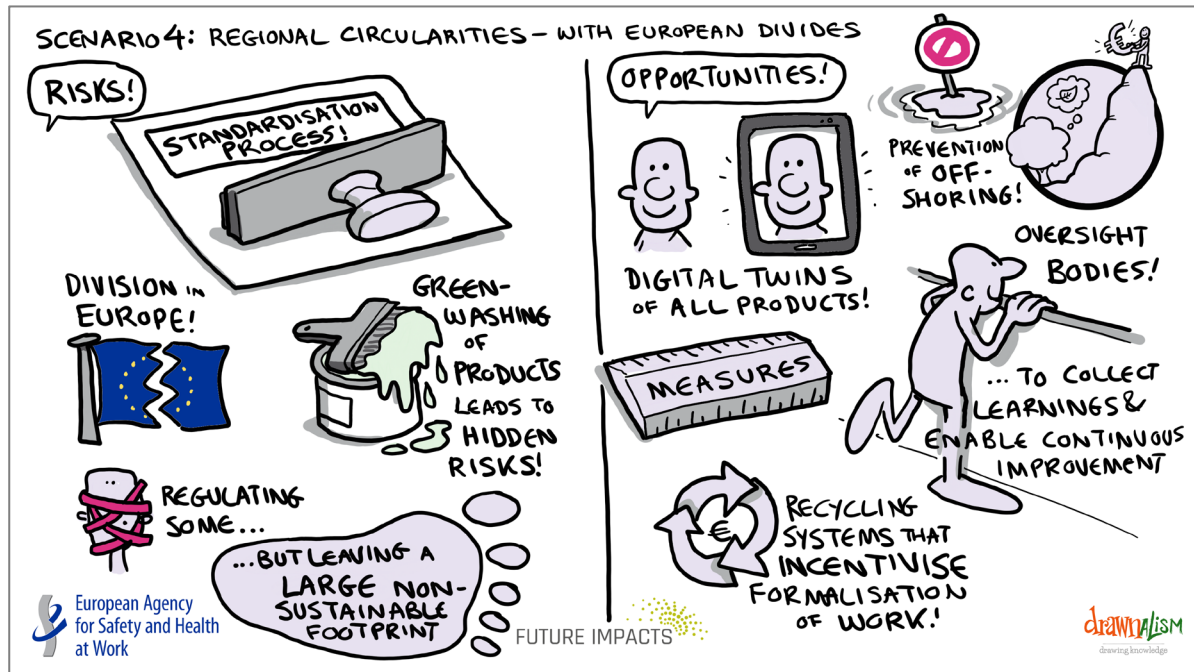 SCENARIO 4: REGIONAL CIRCULARITIES – WITH EUROPEAN DIVIDES
RISKS!
STANDARDISATION
PROCESS!
DIVISION IN
EUROPE!
GREEN-
WASHING
OF
PRODUCTS
LEADS TO
HIDDEN
RISKS!
REGULATING
SOME...
...BUT LEAVING A
LARGE NON-
SUSTAINABLE
FOOTPRINT
OPPORTUNITIES!
DIGITAL TWINS
OF ALL PRODUCTS!
PREVENTION
OF OFF-
SHORING!
€
OVERSIGHT
BODIES!
MEASURES
...TO COLLECT
LEARNINGS &
ENABLE CONTINUOUS
IMPROVEMENT
€
RECYCLING
SYSTEMS THAT
INCENTIVISE
FORMALISATION
OF WORK!
European Agency
for Safety and Health
at Work
FUTURE IMPACTS
drawnALISM
drawing knowledge